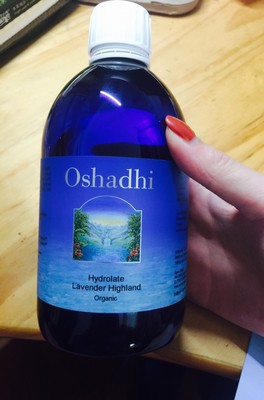 Oshadhi
Hydrolate
Lavender Highland
Organic